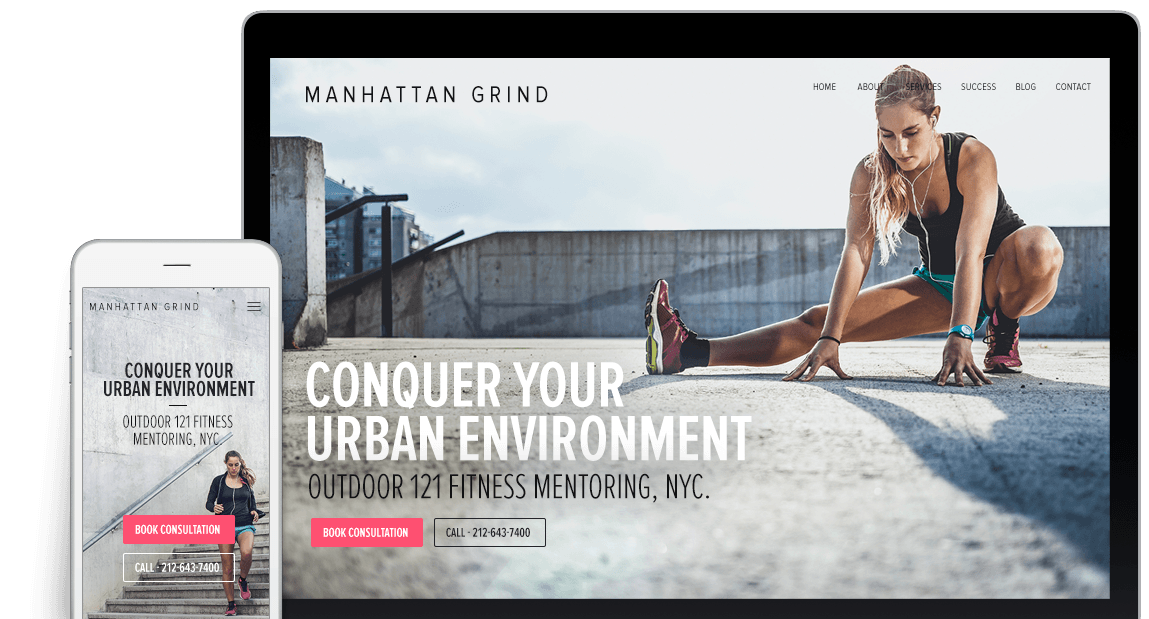 MANHATTAN GRIND
HOME ABOUT SERVICES SUCCESS BLOG CONTACT
CONQUER YOUR
URBAN ENVIRONMENT
OUTDOOR 121 FITNESS MENTORING, NYC.
BOOK CONSULTATION
CALL - 212-643-7400
MANHATTAN GRIND
CONQUER YOUR
URBAN ENVIRONMENT
OUTDOOR 121 FITNESS
MENTORING, NYC
BOOK CONSULTATION
CALL - 212-643-7400